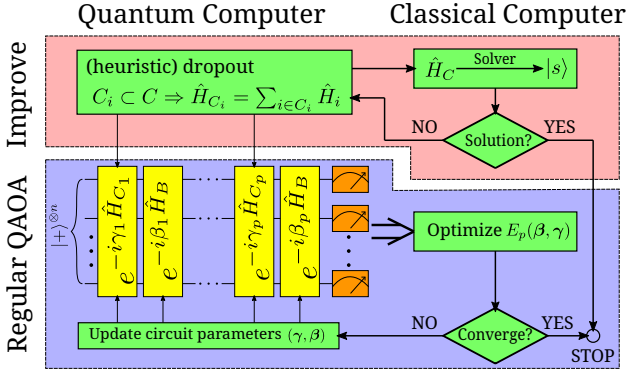 Quantum Computer
Classical Computer
Improve
(heuristic) dropout
C_i ⊂ C ⇒ Ĥ_{C_i} = ∑_{i∈C_i} Ĥ_i
Ĥ_C Solver |s⟩
NO
Solution?
YES
Regular QAOA
|+⟩^{⊗n}
e^{-iγ_1 Ĥ_{C_1}}
e^{-iβ_1 Ĥ_B}
e^{-iγ_p Ĥ_{C_p}}
e^{-iβ_p Ĥ_B}
Optimize E_p(β, γ)
Update circuit parameters (γ, β)
NO
Converge?
YES
STOP